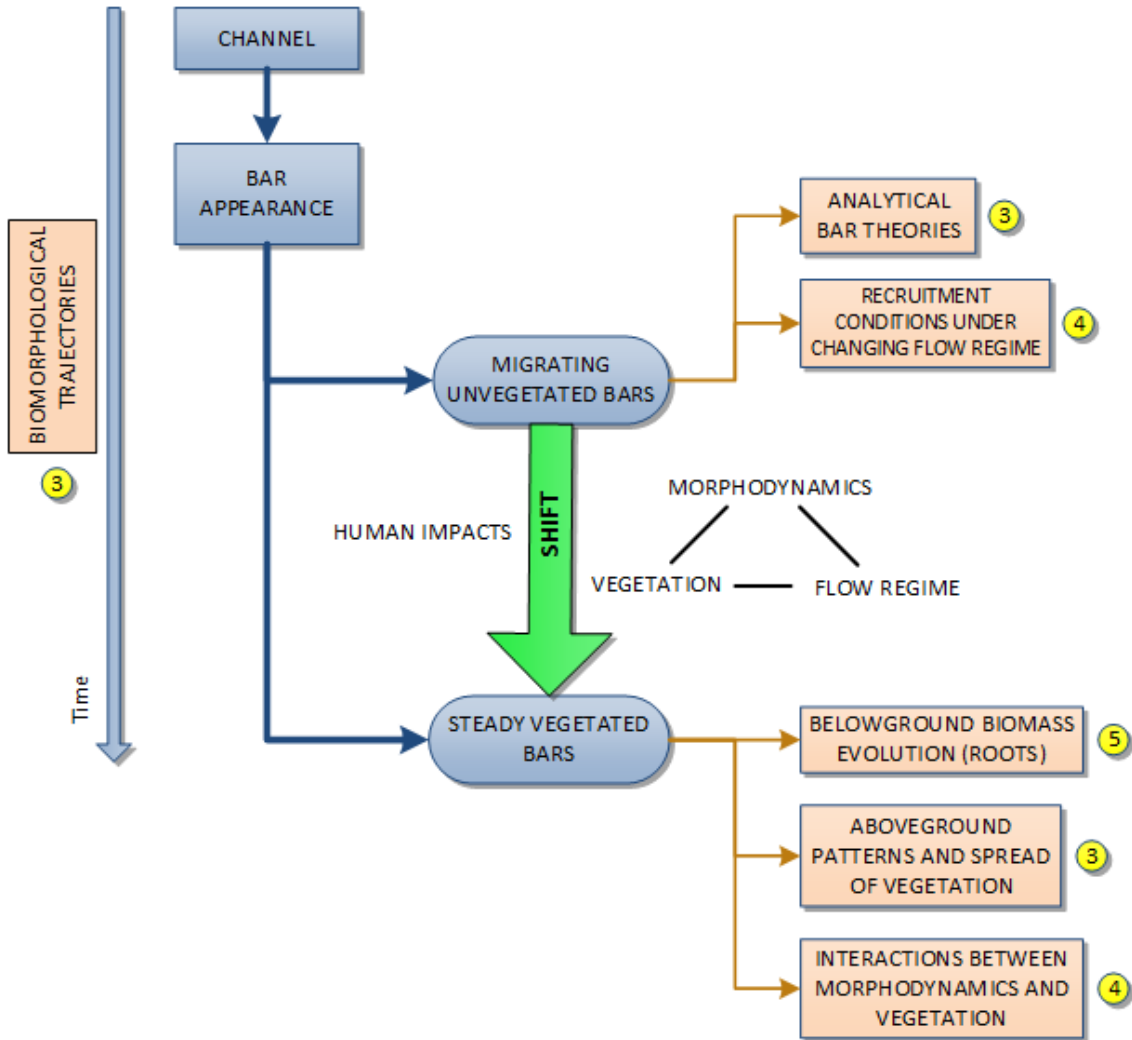 CHANNEL
BAR
APPEARANCE
BIOMORPHOLOGICAL
TRAJECTORIES
3
Time
MIGRATING
UNVEGETATED BARS
ANALYTICAL
BAR THEORIES
3
RECRUITMENT
CONDITIONS UNDER
CHANGING FLOW REGIME
4
HUMAN IMPACTS
SHIFT
MORPHODYNAMICS
VEGETATION
FLOW REGIME
STEADY VEGETATED
BARS
BELOWGROUND BIOMASS
EVOLUTION (ROOTS)
5
ABOVEGROUND
PATTERNS AND SPREAD
OF VEGETATION
3
INTERACTIONS BETWEEN
MORPHODYNAMICS AND
VEGETATION
4